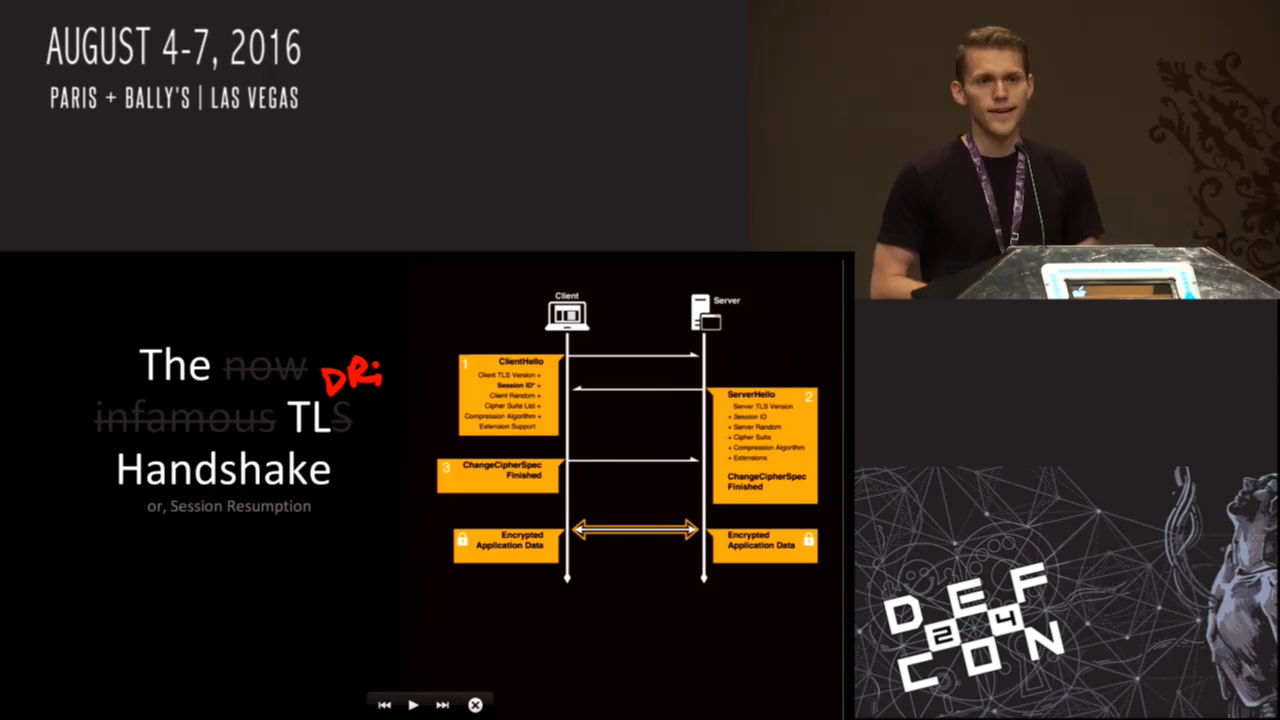 AUGUST 4-7, 2016
PARIS + BALLY'S | LAS VEGAS
The now DRi
infamous TLS
Handshake
or, Session Resumption
Client
Server
1
ClientHello
Client TLS Version +
Session ID* +
Client Random +
Cipher Suite List +
Compression Algorithm +
Extension Support
ServerHello 2
Server TLS Version
+ Session ID
+ Server Random
+ Cipher Suite
+ Compression Algorithm
+ Extensions
ChangeCipherSpec
Finished
3 ChangeCipherSpec
Finished
Encrypted
Application Data
Encrypted
Application Data
DEF
24
CON